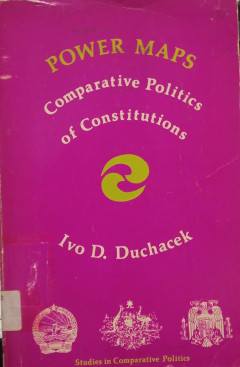 POWER MAPS
Comparative Politics
of Constitutions
Ivo D. Duchacek
Studies in Comparative Politics